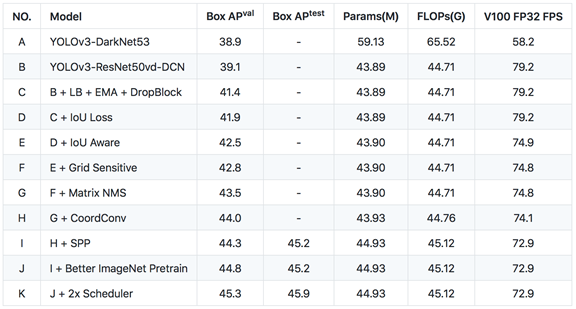 NO. Model Box APval Box APtest Params(M) FLOPs(G) V100 FP32 FPS
A YOLOv3-DarkNet53 38.9 - 59.13 65.52 58.2
B YOLOv3-ResNet50vd-DCN 39.1 - 43.89 44.71 79.2
C B + LB + EMA + DropBlock 41.4 - 43.89 44.71 79.2
D C + IoU Loss 41.9 - 43.89 44.71 79.2
E D + IoU Aware 42.5 - 43.90 44.71 74.9
F E + Grid Sensitive 42.8 - 43.90 44.71 74.8
G F + Matrix NMS 43.5 - 43.90 44.71 74.8
H G + CoordConv 44.0 - 43.93 44.76 74.1
I H + SPP 44.3 45.2 44.93 45.12 72.9
J I + Better ImageNet Pretrain 44.8 45.2 44.93 45.12 72.9
K J + 2x Scheduler 45.3 45.9 44.93 45.12 72.9